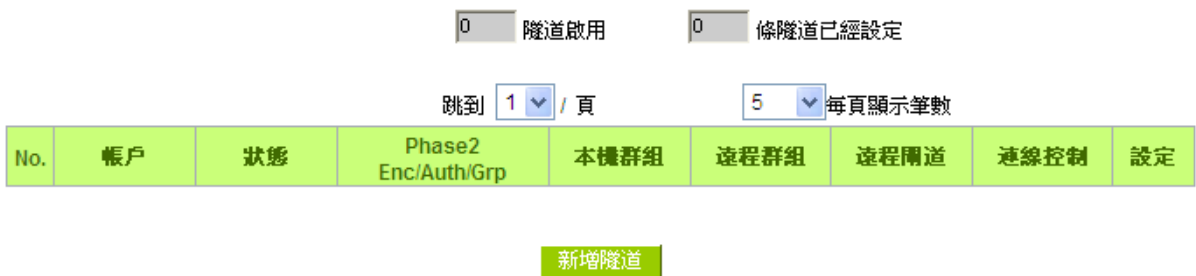 0 隧道啟用 0 條隧道已經設定
跳到 1 / 頁 5 每頁顯示筆數
No. 帳戶 狀態 Phase2 Enc/Auth/Grp 本機群組 遠程群組 遠程閘道 連線控制 設定
新增隧道